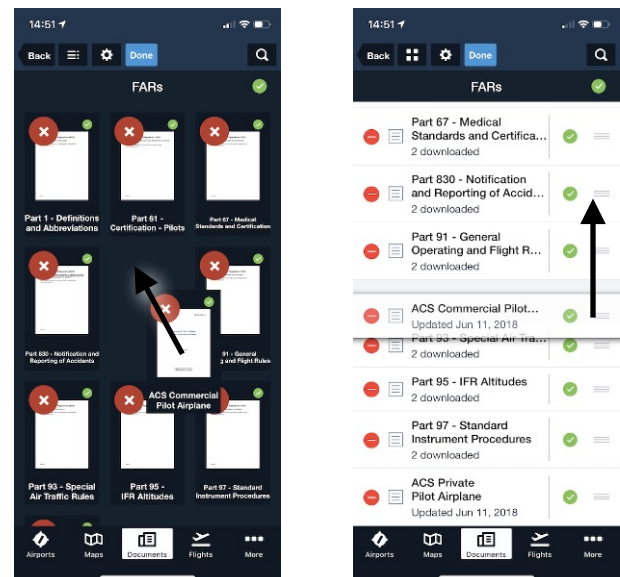 14:51
Back
Done
FARs
Part 1 - Definitions
and Abbreviations
Part 61 -
Certification - Pilots
Part 67 - Medical
Standards and Certification
Part 830 - Notification and
Reporting of Accidents
91 - General
and Flight Rules
ACS Commercial
Pilot Airplane
Part 93 - Special
Air Traffic Rules
Part 95 -
IFR Altitudes
Part 97 - Standard
Instrument Procedures
Airports
Maps
Documents
Flights
More
14:51
Back
Done
FARs
Part 67 - Medical
Standards and Certifica...
2 downloaded
Part 830 - Notification
and Reporting of Accid...
2 downloaded
Part 91 - General
Operating and Flight R...
2 downloaded
ACS Commercial Pilot...
Updated Jun 11, 2018
Part 93 - Special Air Tra...
2 downloaded
Part 95 - IFR Altitudes
2 downloaded
Part 97 - Standard
Instrument Procedures
2 downloaded
ACS Private
Pilot Airplane
Updated Jun 11, 2018
Airports
Maps
Documents
Flights
More